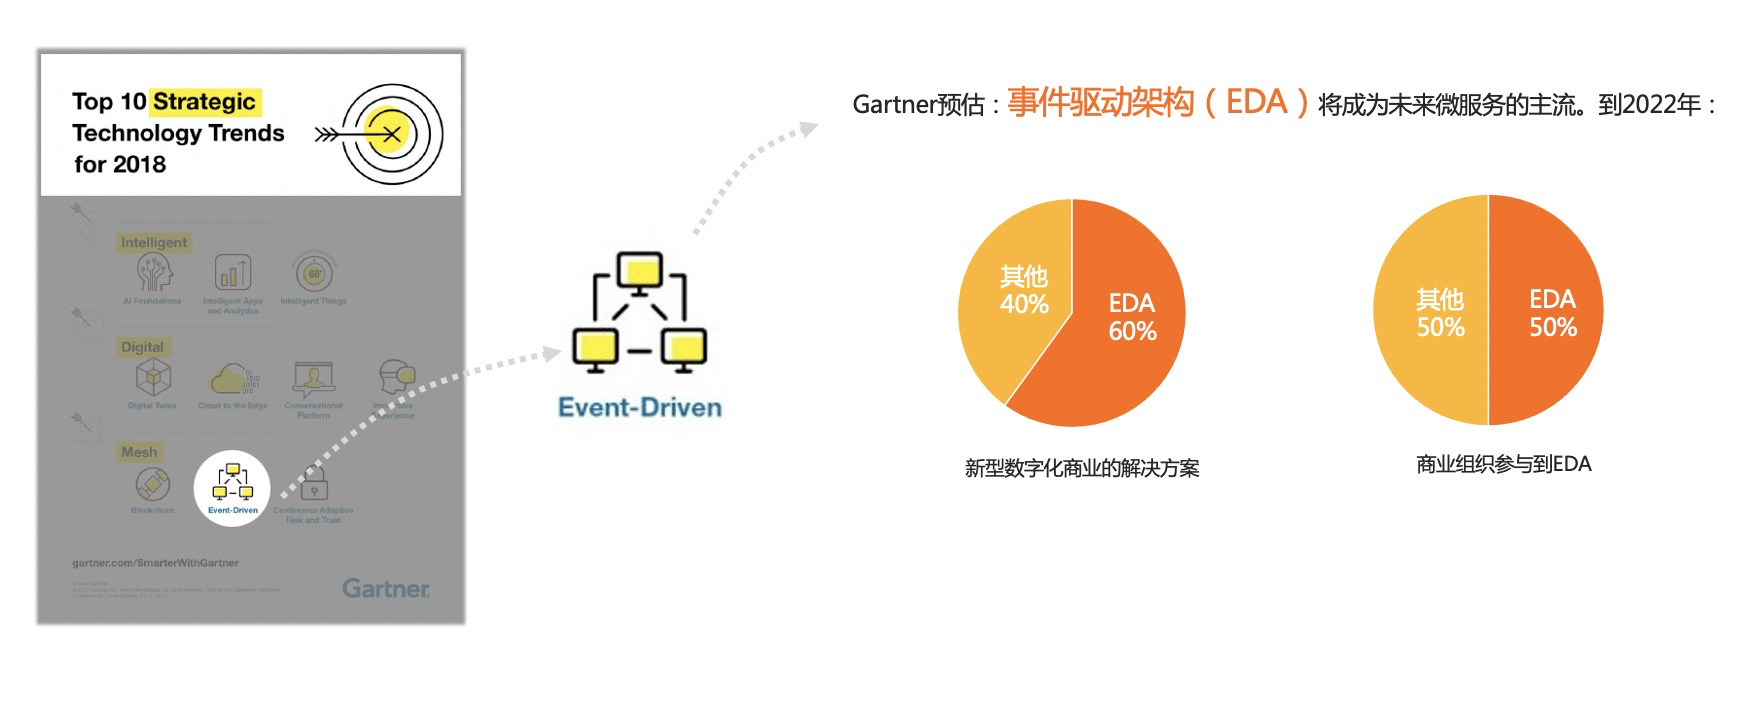 Top 10 Strategic
Technology Trends
for 2018
Intelligent
AI Foundations
Intelligent Apps
and Analytics
68°
Intelligent Things
Digital
Digital Twins
Cloud to the Edge
Conversational
Platform
Immersive
Experience
Mesh
Blockchain
Event-Driven
Continuous Adaptive
Risk and Trust
gartner.com/SmarterWithGartner
Gartner
Event-Driven
Gartner预估：事件驱动架构（EDA）将成为未来微服务的主流。到2022年：
其他
40%
EDA
60%
新型数字化商业的解决方案
其他
50%
EDA
50%
商业组织参与到EDA